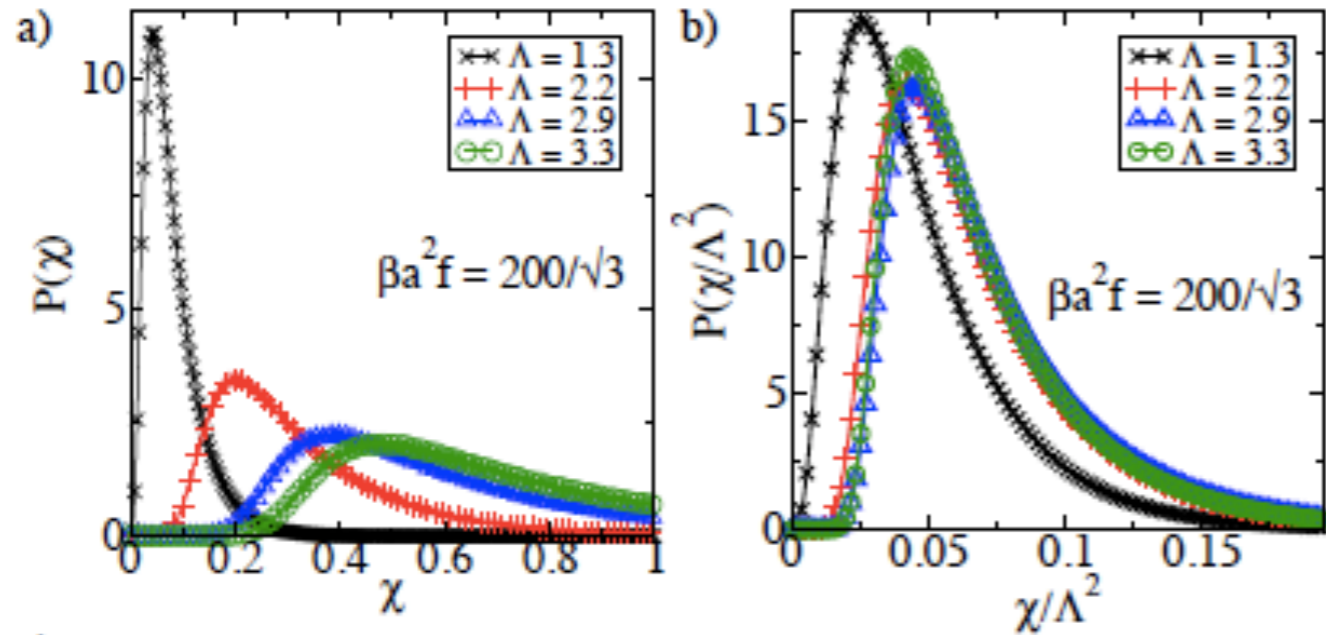 a)
Λ = 1.3
Λ = 2.2
Λ = 2.9
Λ = 3.3
βa²f = 200/√3
P(χ)
10
5
0
0 0.2 0.4 0.6 0.8 1
χ
b)
Λ = 1.3
Λ = 2.2
Λ = 2.9
Λ = 3.3
βa²f = 200/√3
P(χ/Λ²)
15
10
5
0
0 0.05 0.1 0.15
χ/Λ²